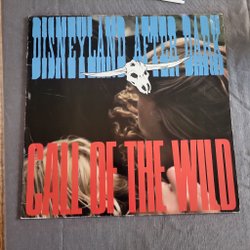 DISNEYLAND AFTER DARK
CALL OF THE WILD